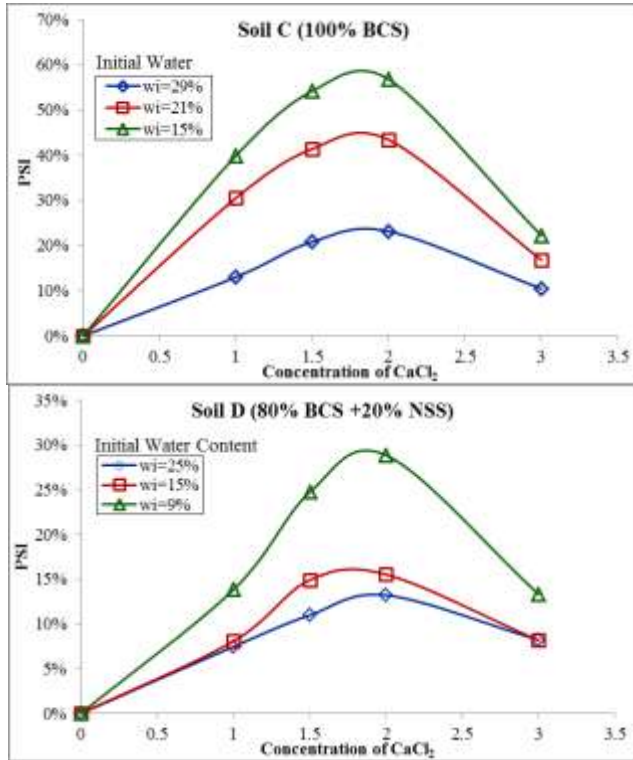 Soil C (100% BCS)
Initial Water
wi=29%
wi=21%
wi=15%
70%
60%
50%
40%
30%
20%
10%
0%
PSI
0
0.5
1
1.5
2
2.5
3
3.5
Concentration of CaCl₂
Soil D (80% BCS +20% NSS)
Initial Water Content
wi=25%
wi=15%
wi=9%
35%
30%
25%
20%
15%
10%
5%
0%
PSI
0
0.5
1
1.5
2
2.5
3
3.5
Concentration of CaCl₂